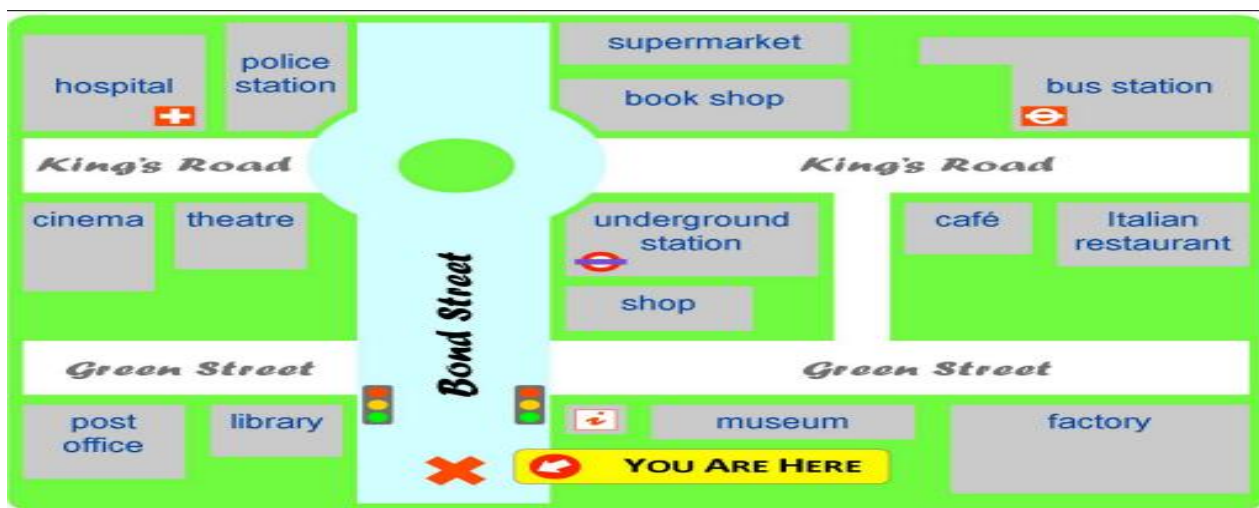 hospital
police
station
supermarket
book shop
bus station
King's Road
King's Road
cinema
theatre
underground
station
café
Italian
restaurant
shop
Bond Street
Green Street
Green Street
post
office
library
i
museum
factory
YOU ARE HERE